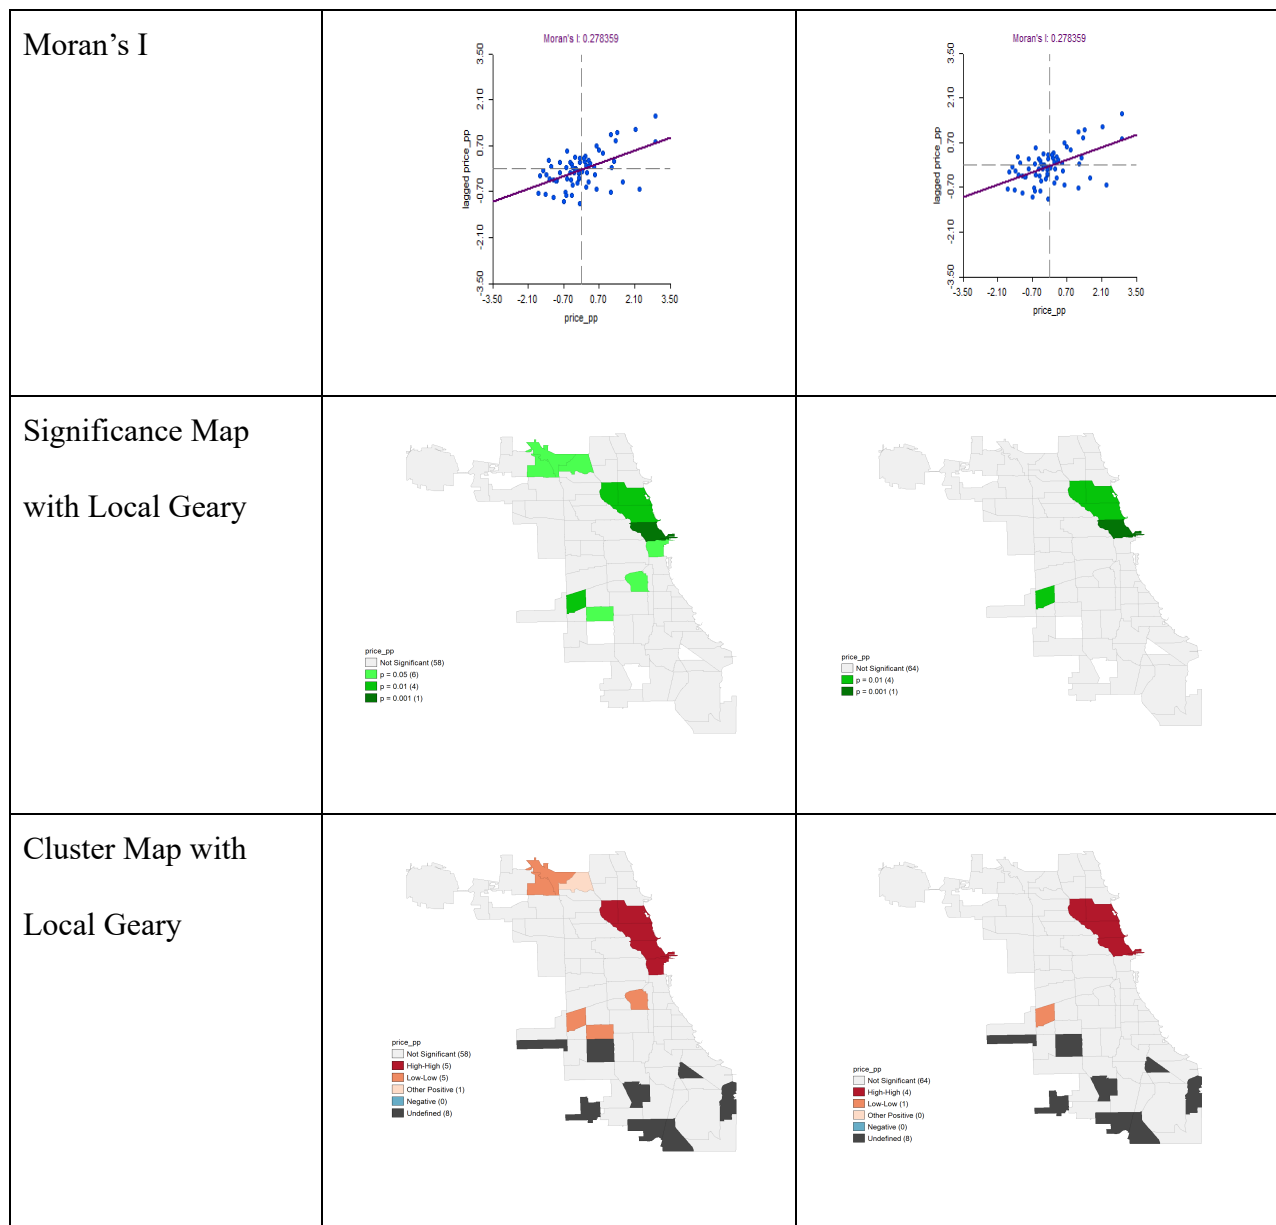 Moran’s I
Moran's I: 0.278359
3.50
2.10
0.70
-0.70
-2.10
-3.50
lagged price_pp
-3.50 -2.10 -0.70 0.70 2.10 3.50
price_pp
Moran's I: 0.278359
3.50
2.10
0.70
-0.70
-2.10
-3.50
lagged price_pp
-3.50 -2.10 -0.70 0.70 2.10 3.50
price_pp
Significance Map
with Local Geary
price_pp
Not Significant (58)
p = 0.05 (6)
p = 0.01 (4)
p = 0.001 (1)
price_pp
Not Significant (64)
p = 0.01 (4)
p = 0.001 (1)
Cluster Map with
Local Geary
price_pp
Not Significant (58)
High-High (5)
Low-Low (5)
Other Positive (1)
Negative (0)
Undefined (8)
price_pp
Not Significant (64)
High-High (4)
Low-Low (1)
Other Positive (0)
Negative (0)
Undefined (8)